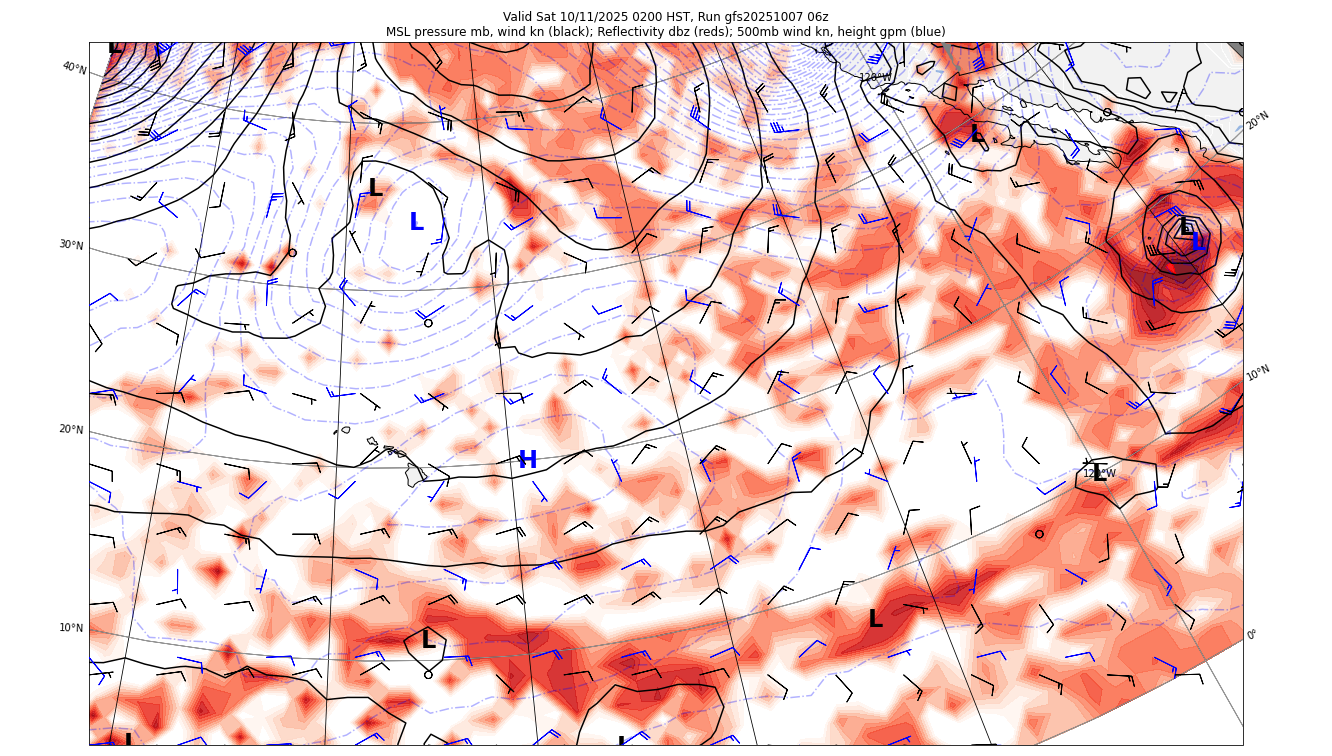 Valid Sat 10/11/2025 0200 HST, Run gfs20251007 06z
MSL pressure mb, wind kn (black); Reflectivity dbz (reds); 500mb wind kn, height gpm (blue)
L
40°N
120°W
20°N
L
L
L
L
L
30°N
10°N
20°N
H
L
120°W
10°N
L
L
0°
L
L